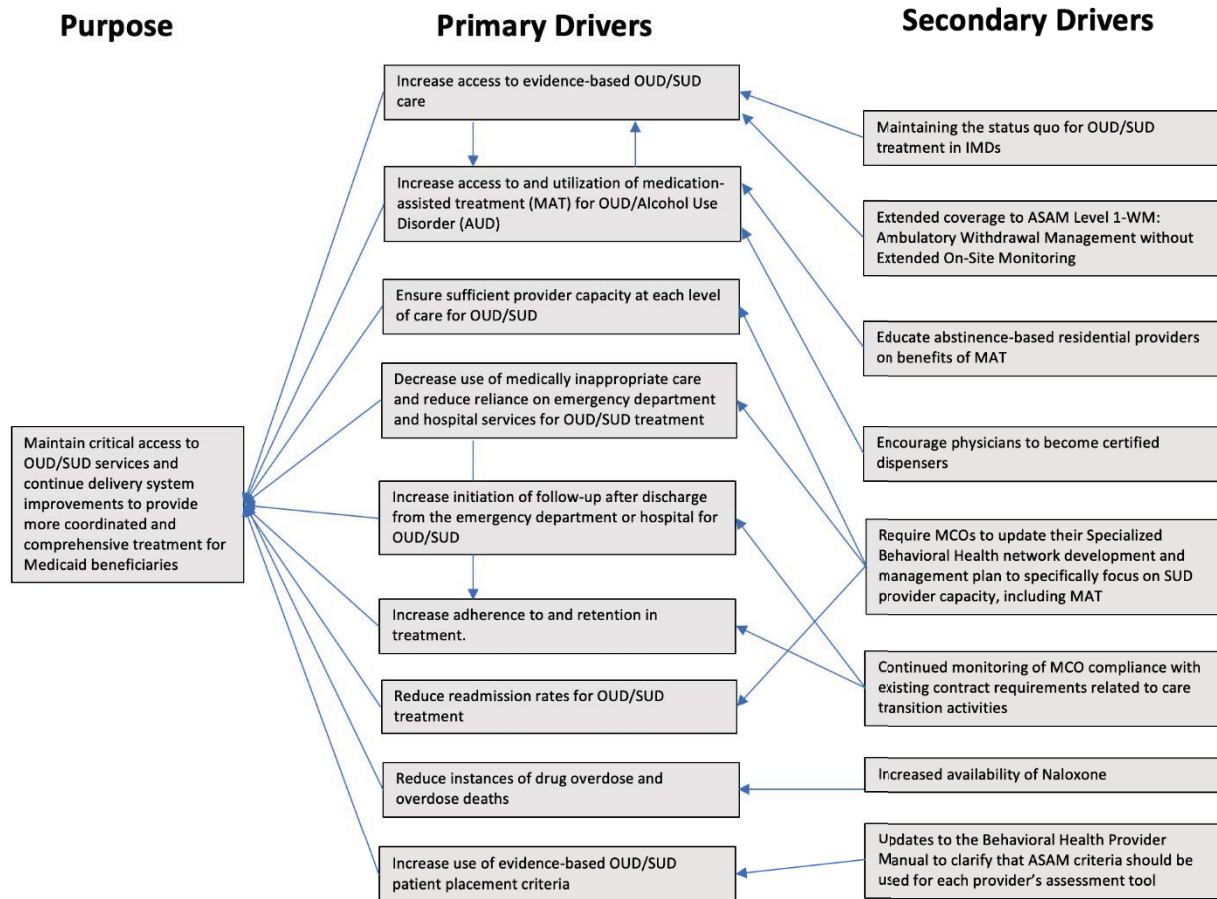 Purpose
Primary Drivers
Secondary Drivers
Increase access to evidence-based OUD/SUD
care
Increase access to and utilization of medication-
assisted treatment (MAT) for OUD/Alcohol Use
Disorder (AUD)
Ensure sufficient provider capacity at each level
of care for OUD/SUD
Decrease use of medically inappropriate care
and reduce reliance on emergency department
and hospital services for OUD/SUD treatment
Maintain critical access to
OUD/SUD services and
continue delivery system
improvements to provide
more coordinated and
comprehensive treatment for
Medicaid beneficiaries
Increase initiation of follow-up after discharge
from the emergency department or hospital for
OUD/SUD
Increase adherence to and retention in
treatment.
Reduce readmission rates for OUD/SUD
treatment
Reduce instances of drug overdose and
overdose deaths
Increase use of evidence-based OUD/SUD
patient placement criteria
Maintaining the status quo for OUD/SUD
treatment in IMDs
Extended coverage to ASAM Level 1-WM:
Ambulatory Withdrawal Management without
Extended On-Site Monitoring
Educate abstinence-based residential providers
on benefits of MAT
Encourage physicians to become certified
dispensers
Require MCOs to update their Specialized
Behavioral Health network development and
management plan to specifically focus on SUD
provider capacity, including MAT
Continued monitoring of MCO compliance with
existing contract requirements related to care
transition activities
Increased availability of Naloxone
Updates to the Behavioral Health Provider
Manual to clarify that ASAM criteria should be
used for each provider's assessment tool